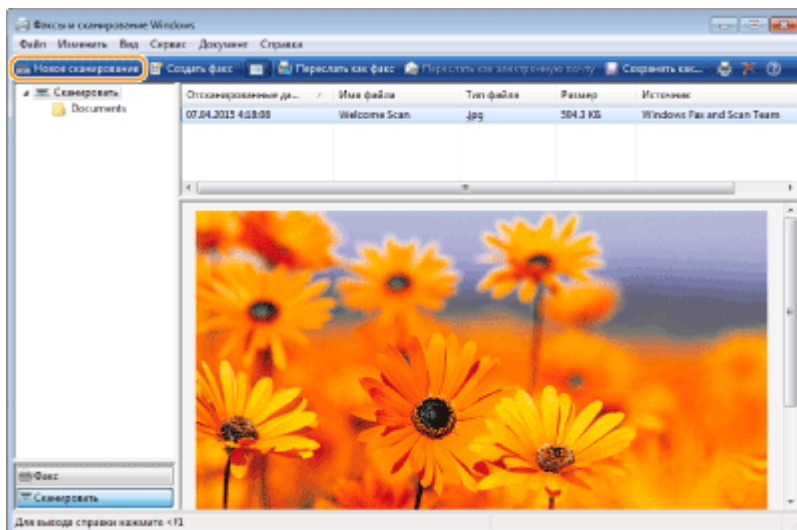 Факсы и сканирование Windows
Файл Изменить Вид Сервис Документ Справка
Новое сканирование Создать факс Переслать как факс Переслать как электронную почту Сохранить как...
Сканировать
Documents
Отсканированные да... Имя файла Тип файла Размер Источник
07.04.2015 4:18:08 Welcome Scan .jpg 504.3 КБ Windows Fax and Scan Team
Факс
Сканировать
Для вывода справки нажмите <F1